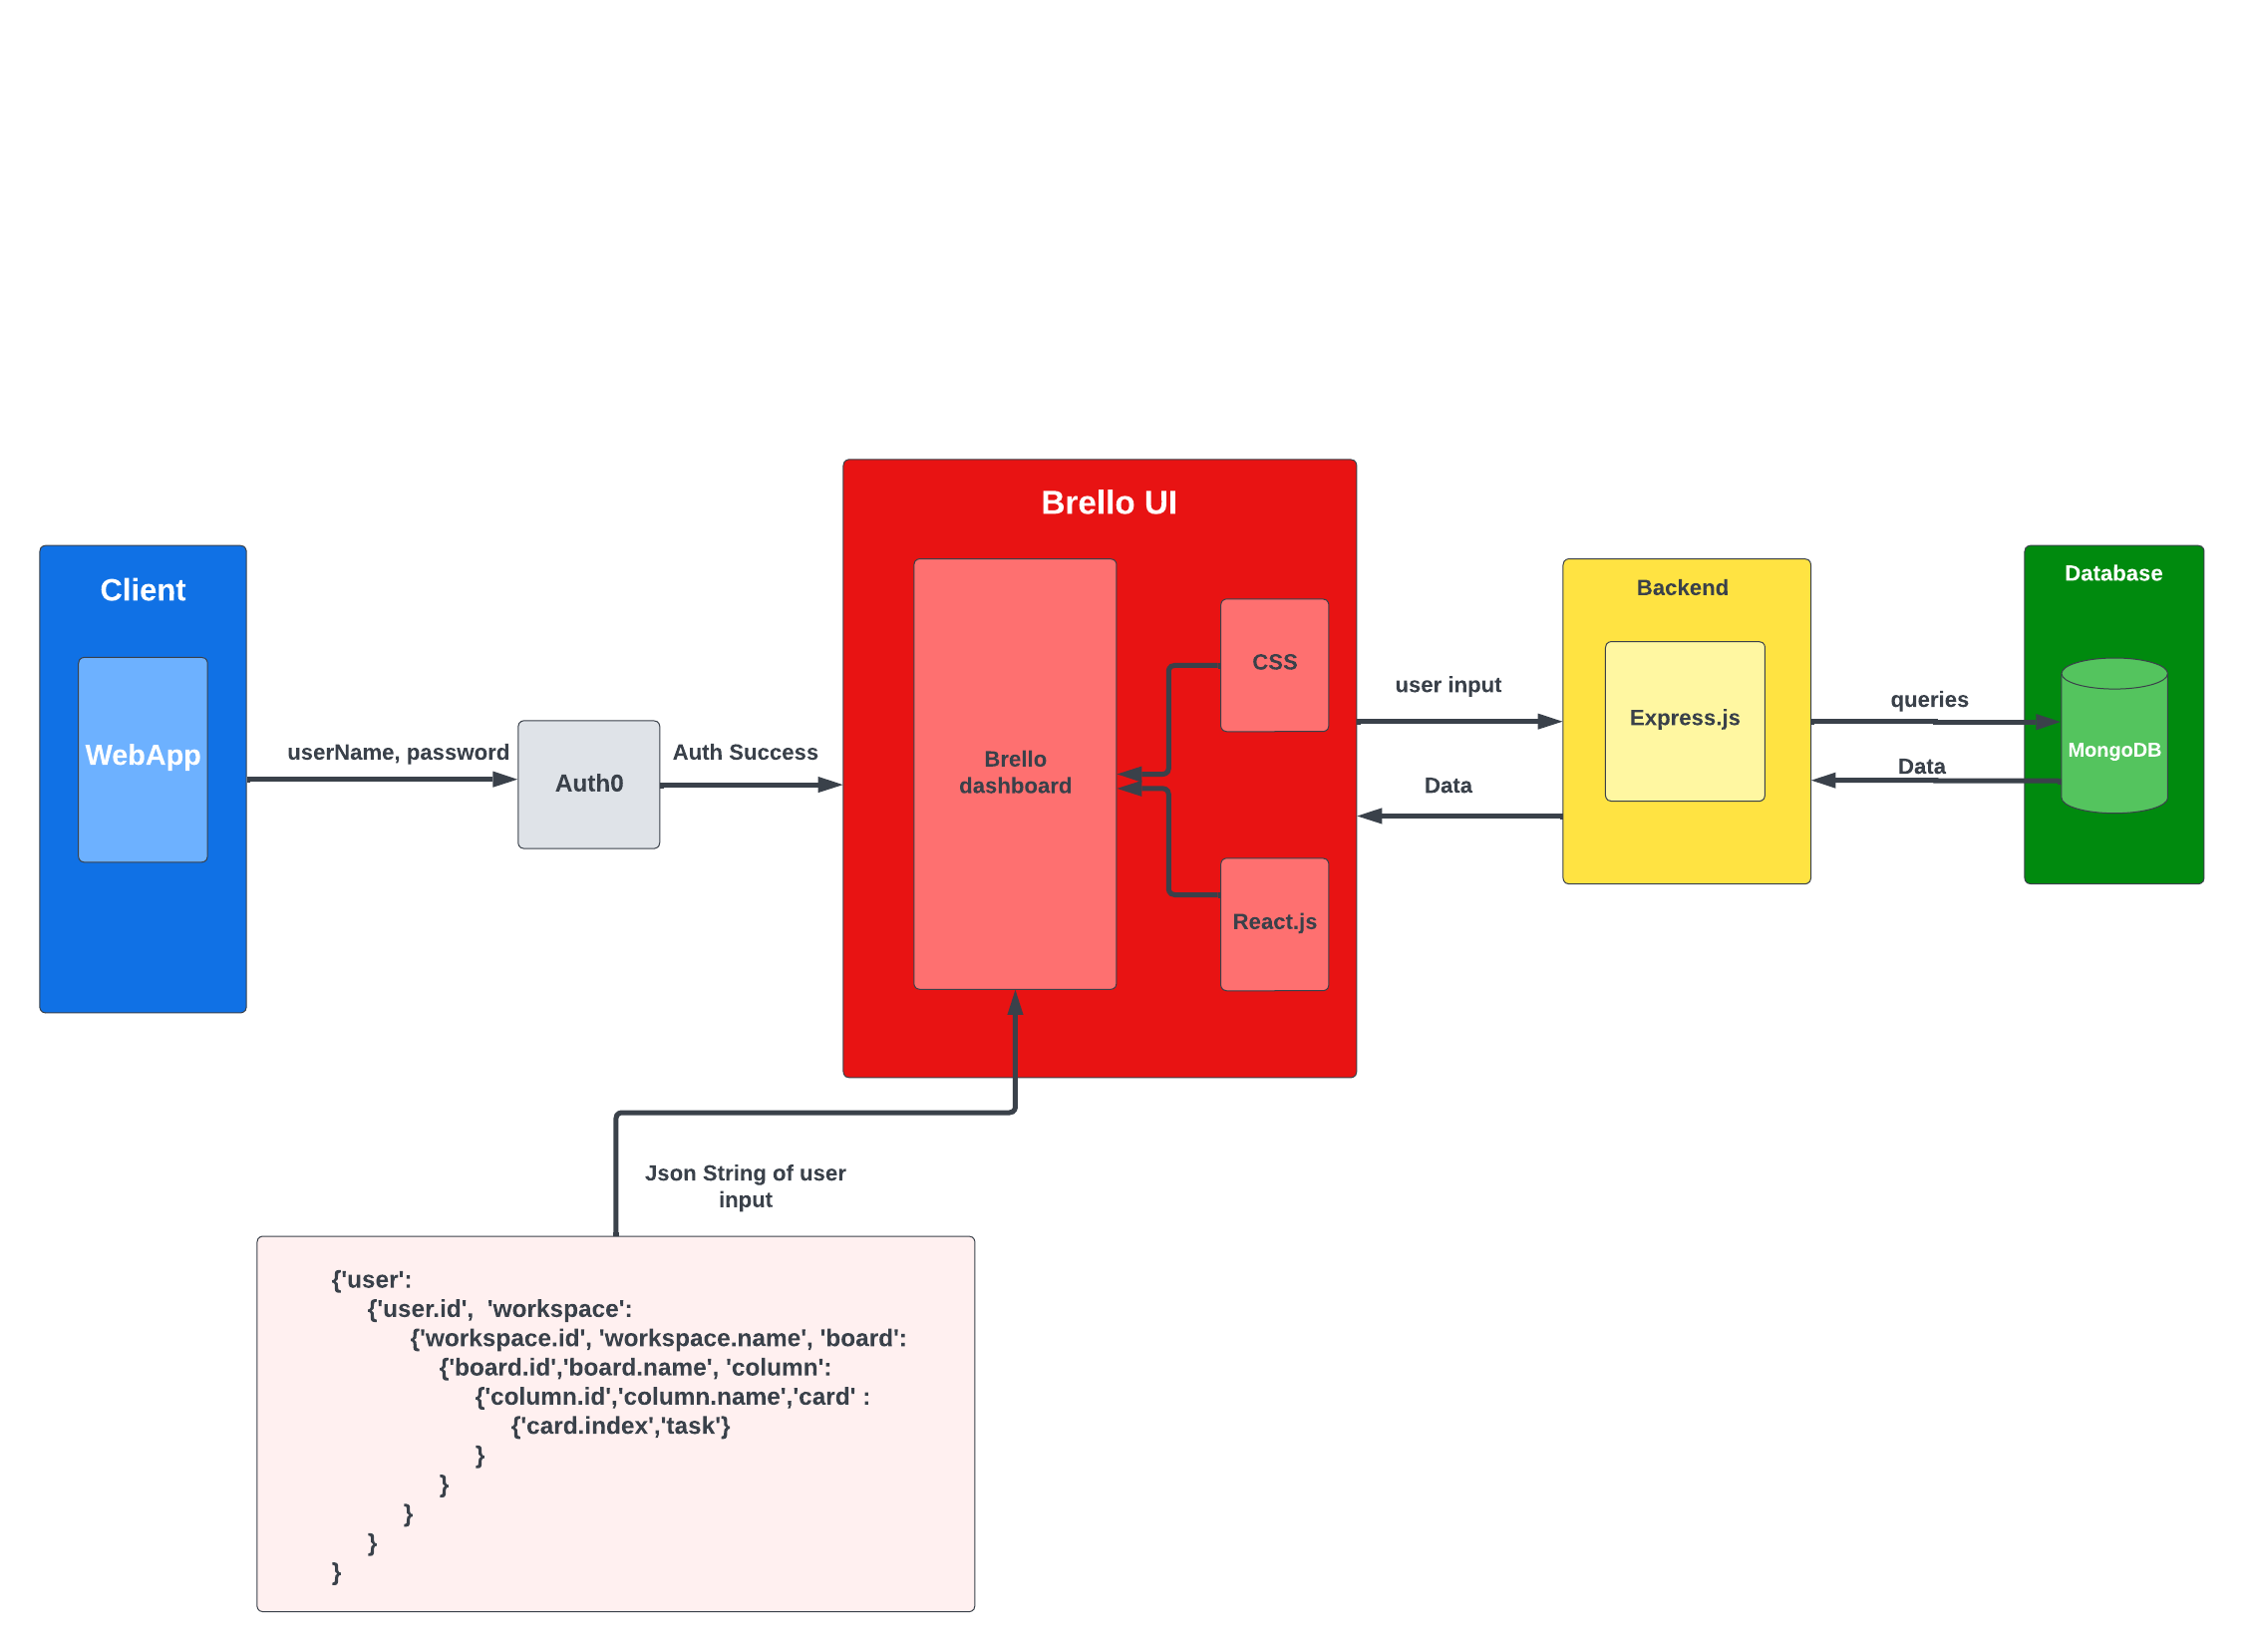 Brello UI
Client
WebApp
userName, password
Auth0
Auth Success
Brello
dashboard
CSS
React.js
user input
Data
Backend
Express.js
queries
Data
Database
MongoDB
Json String of user
input
{'user':
{'user.id', 'workspace':
{'workspace.id', 'workspace.name', 'board':
{'board.id','board.name', 'column':
{'column.id','column.name','card' :
{'card.index','task'}
}
}
}
}
}